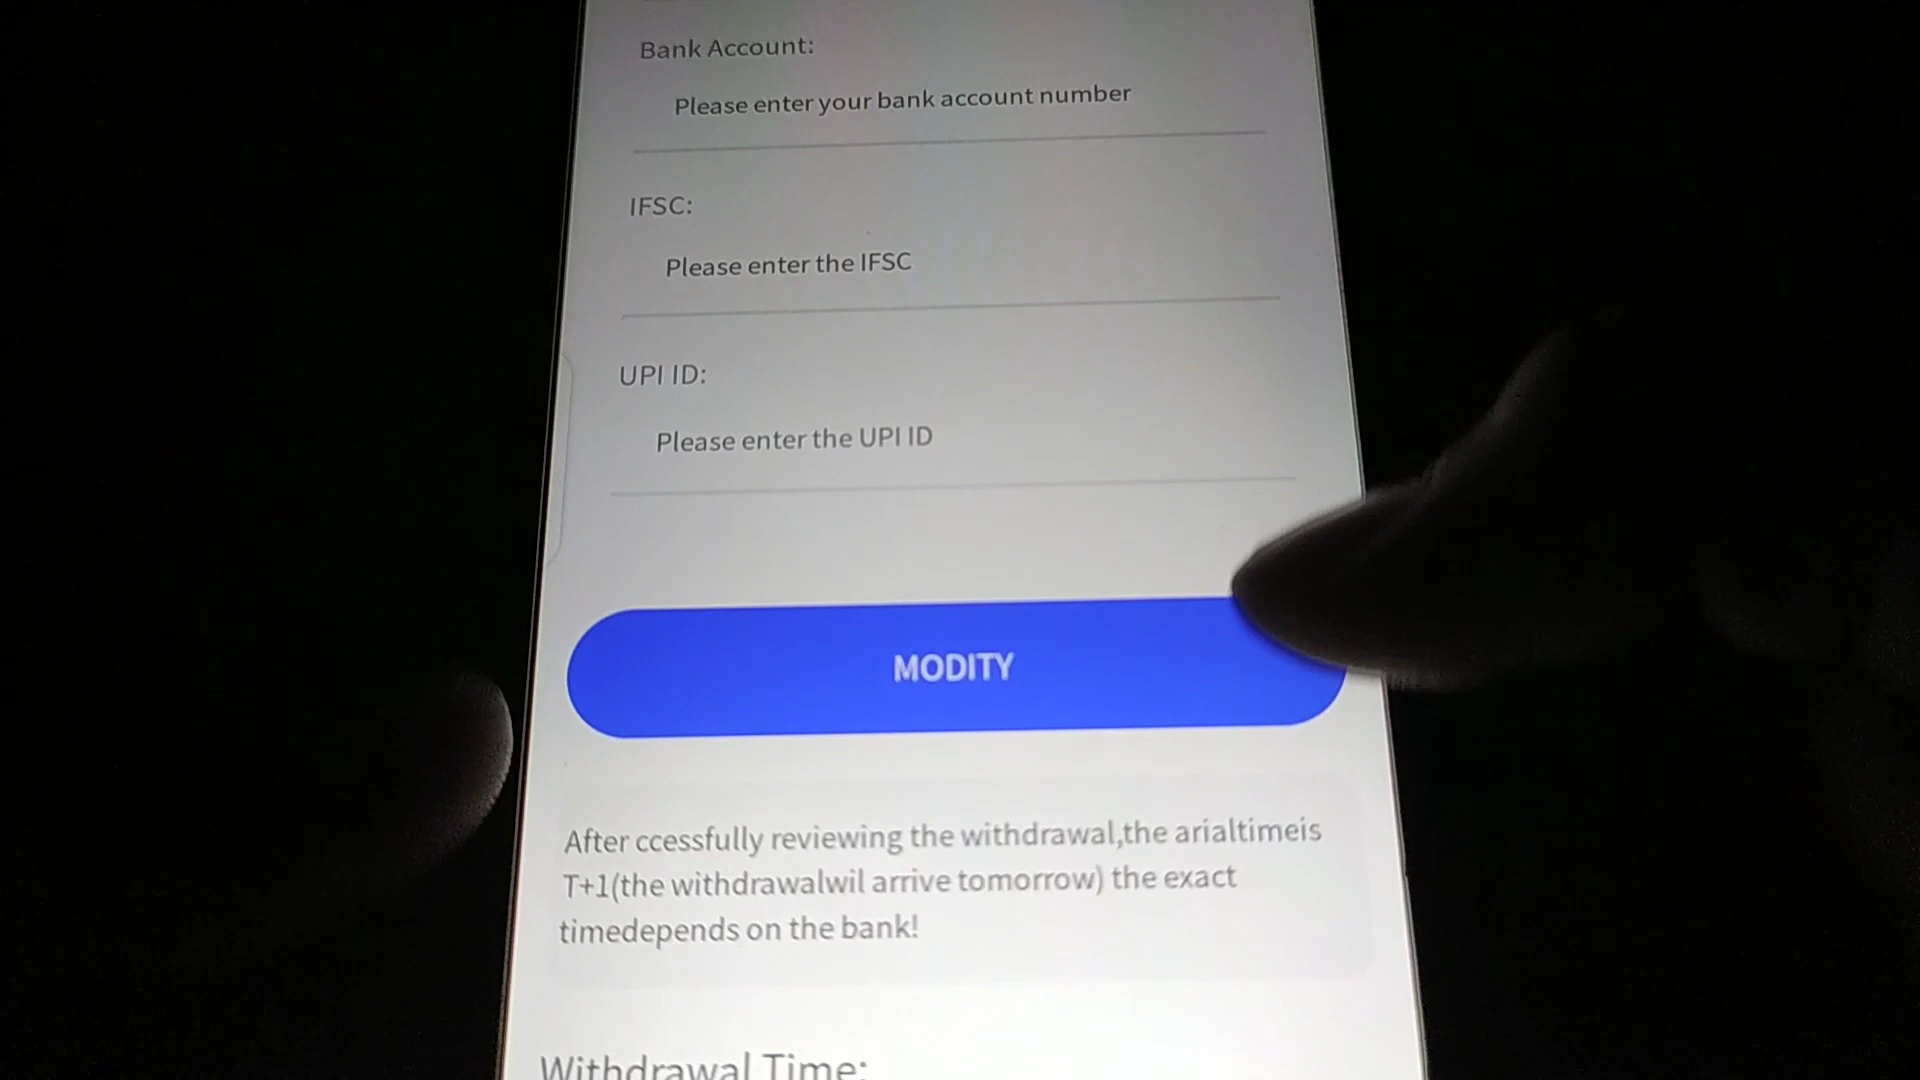 Bank Account:
Please enter your bank account number
IFSC:
Please enter the IFSC
UPI ID:
Please enter the UPI ID
MODITY
After ccessfully reviewing the withdrawal,the arialtimeis
T+1(the withdrawalwil arrive tomorrow) the exact
timedepends on the bank!
Withdrawal Time: